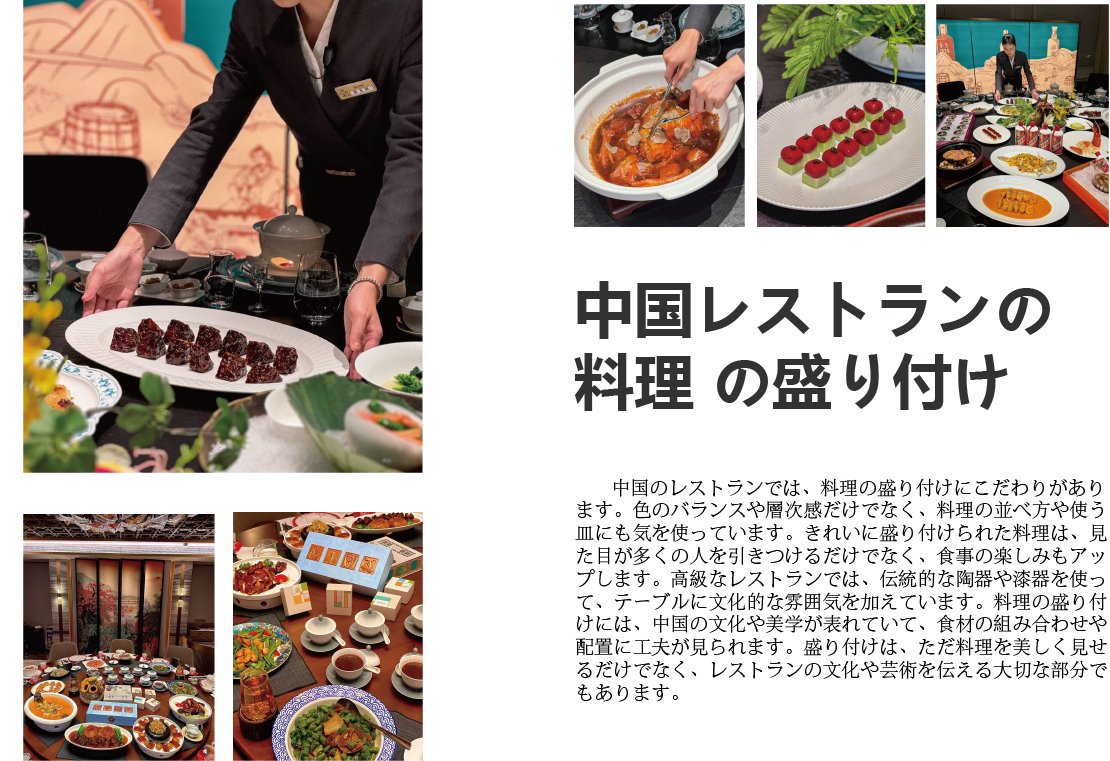 中国レストランの
料理 の盛り付け
中国のレストランでは、料理の盛り付けにこだわりがあり
ます。色のバランスや層次感だけでなく、料理の並べ方や使う
皿にも気を使っています。きれいに盛り付けられた料理は、見
た目が多くの人を引きつけるだけでなく、食事の楽しみもアッ
プします。高級なレストランでは、伝統的な陶器や漆器を使っ
て、テーブルに文化的な雰囲気を加えています。料理の盛り付
けには、中国の文化や美学が表れていて、食材の組み合わせや
配置に工夫が見られます。盛り付けは、ただ料理を美しく見せ
るだけでなく、レストランの文化や芸術を伝える大切な部分で
もあります。